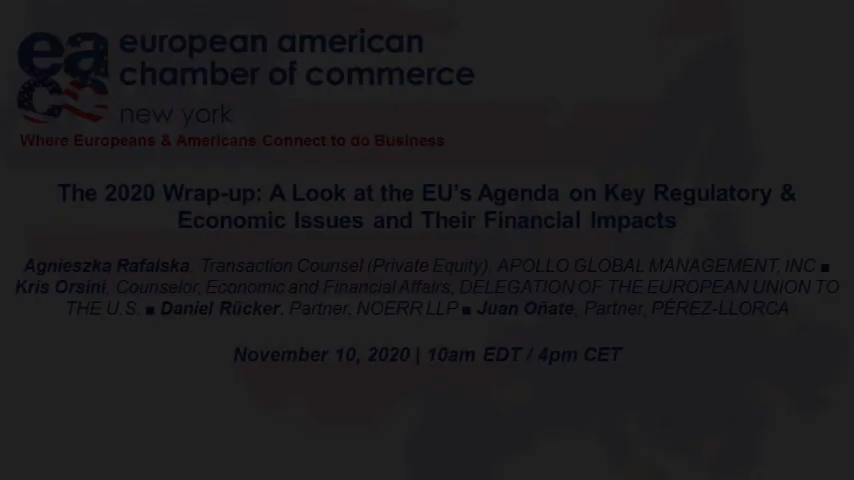 ea
cc
european american
chamber of commerce
new york
Where Europeans & Americans Connect to do Business
The 2020 Wrap-up: A Look at the EU's Agenda on Key Regulatory &
Economic Issues and Their Financial Impacts
Agnieszka Rafalska, Transaction Counsel (Private Equity), APOLLO GLOBAL MANAGEMENT, INC ■
Kris Orsini, Counselor, Economic and Financial Affairs, DELEGATION OF THE EUROPEAN UNION TO
THE U.S. ■ Daniel Rücker, Partner, NOERR LLP ■ Juan Oñate, Partner, PÉREZ-LLORCA
November 10, 2020 | 10am EDT / 4pm CET